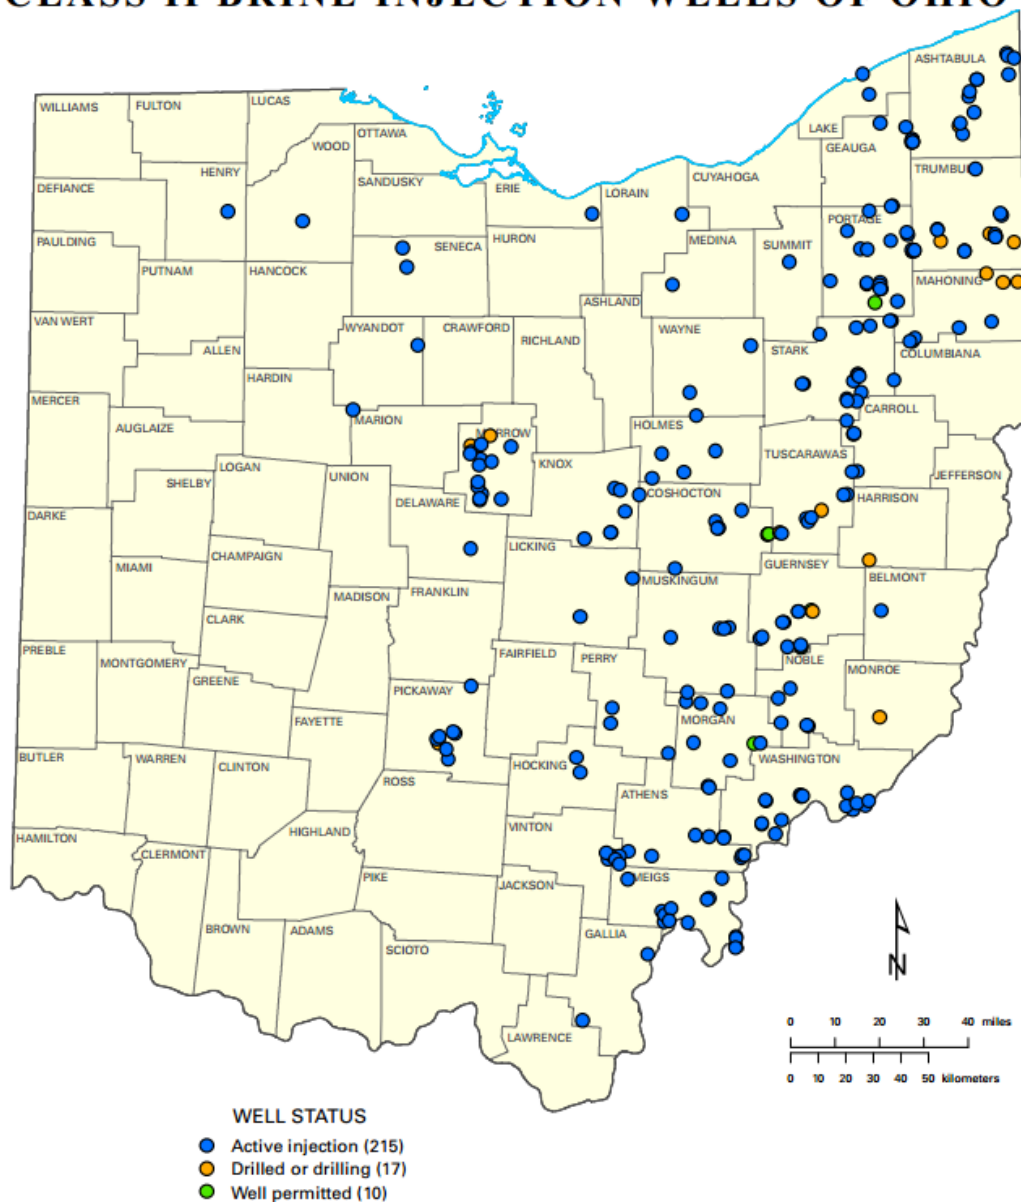 CLASS II BRINE INJECTION WELLS OF OHIO
ASHTABULA
WILLIAMS
FULTON
LUCAS
LAKE
OTTAWA
WOOD
GEAUGA
TRUMBU
HENRY
CUYAHOGA
SANDUSKY
ERIE
LORAIN
DEFIANCE
PORTAGE
PAULDING
SENECA
HURON
MEDINA
SUMMIT
PUTNAM
HANCOCK
MAHONING
ASHLAND
VAN WERT
WYANDOT
CRAWFORD
WAYNE
RICHLAND
ALLEN
STARK
COLUMBIANA
HARDIN
MERCER
CARROLL
MARION
AUGLAIZE
HOLMES
MORROW
TUSCARAWAS
KNOX
LOGAN
UNION
JEFFERSON
SHELBY
COSHOCTON
HARRISON
DELAWARE
DARKE
LICKING
CHAMPAIGN
GUERNSEY
MIAMI
BELMONT
MUSKINGUM
FRANKLIN
MADISON
CLARK
PREBLE
FAIRFIELD
PERRY
NOBLE
MONTGOMERY
MONROE
GREENE
PICKAWAY
FAYETTE
MORGAN
BUTLER
WARREN
WASHINGTON
CLINTON
HOCKING
ROSS
ATHENS
VINTON
HIGHLAND
HAMILTON
CLERMONT
PIKE
MEIGS
JACKSON
BROWN
ADAMS
GALLIA
SCIOTO
N
0 10 20 30 40 miles
LAWRENCE
0 10 20 30 40 50 kilometers
WELL STATUS
Active injection (215)
Drilled or drilling (17)
Well permitted (10)